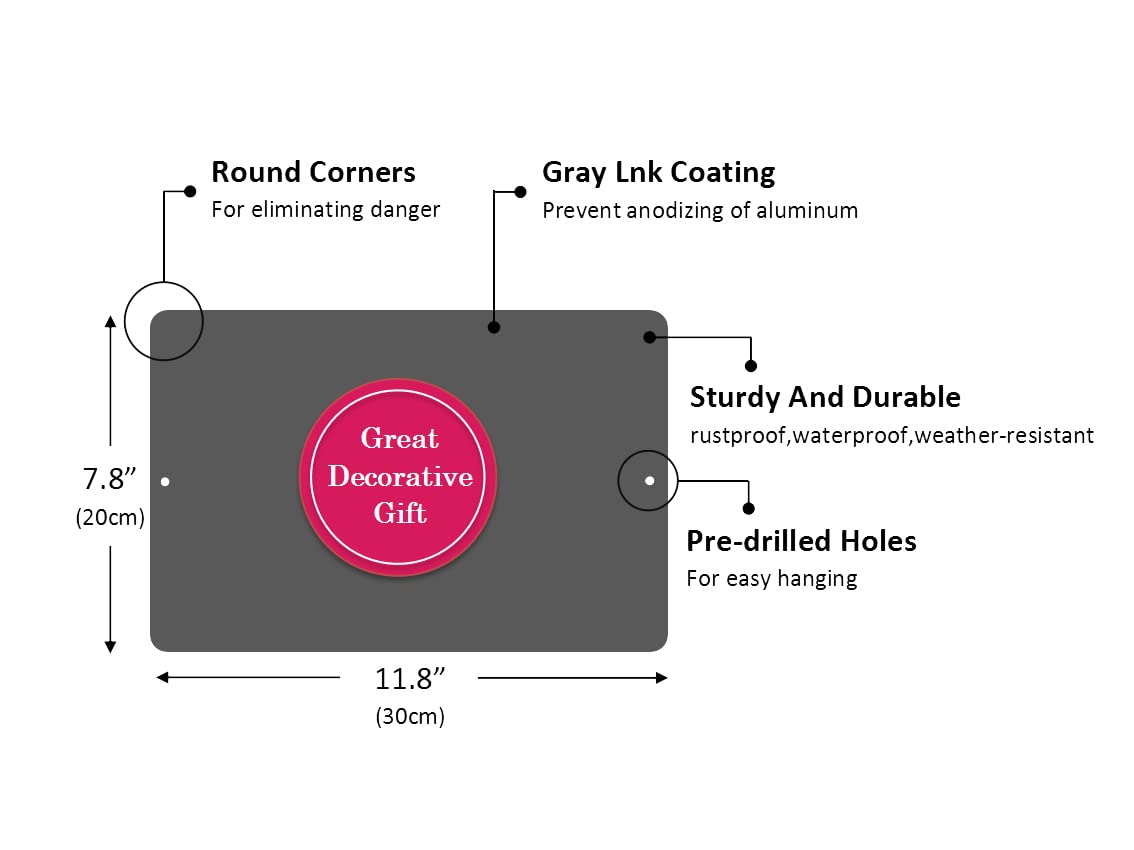 Round Corners
For eliminating danger
Gray Lnk Coating
Prevent anodizing of aluminum
Sturdy And Durable
rustproof,waterproof,weather-resistant
Great
Decorative
Gift
7.8”
(20cm)
Pre-drilled Holes
For easy hanging
11.8”
(30cm)